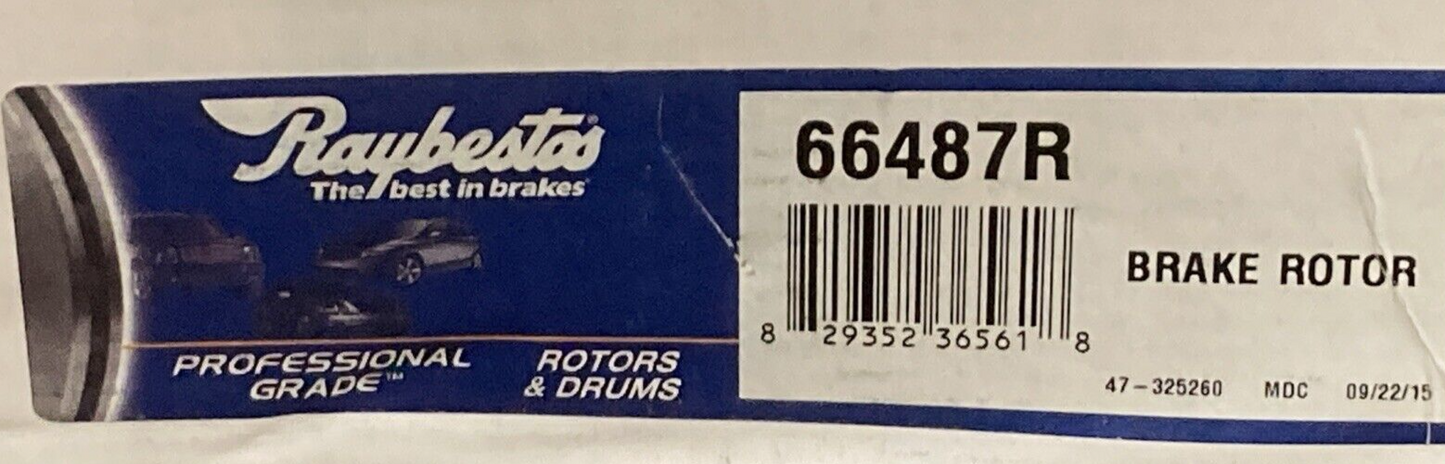 Raybestos®
The best in brakes
PROFESSIONAL
GRADE™
ROTORS
& DRUMS
66487R
8 29352 36561 8
BRAKE ROTOR
47-325260 MDC 09/22/15